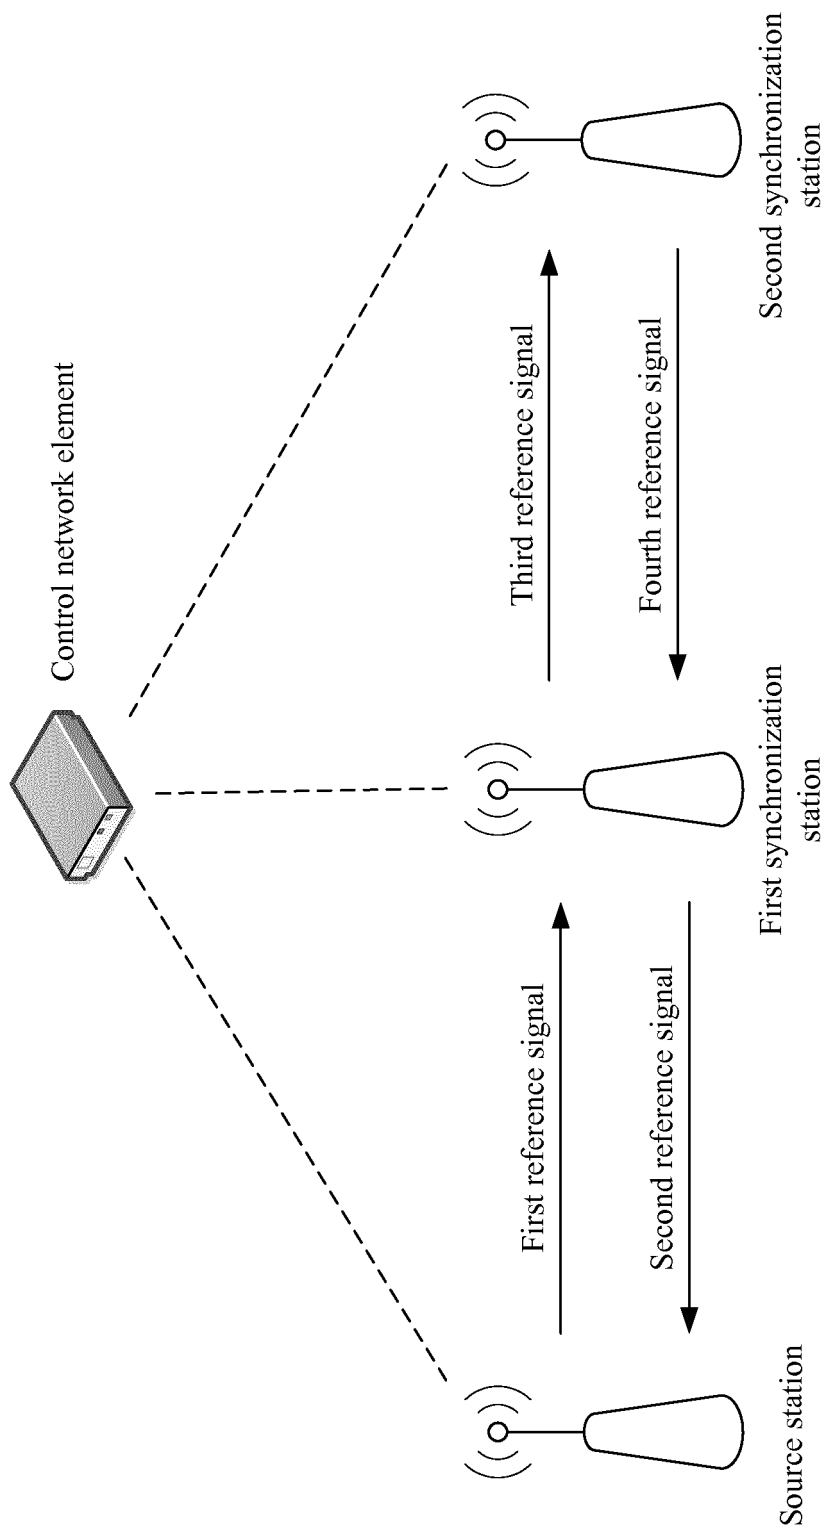 Control network element
First reference signal
Third reference signal
Second reference signal
Fourth reference signal
Source station
First synchronization
station
Second synchronization
station